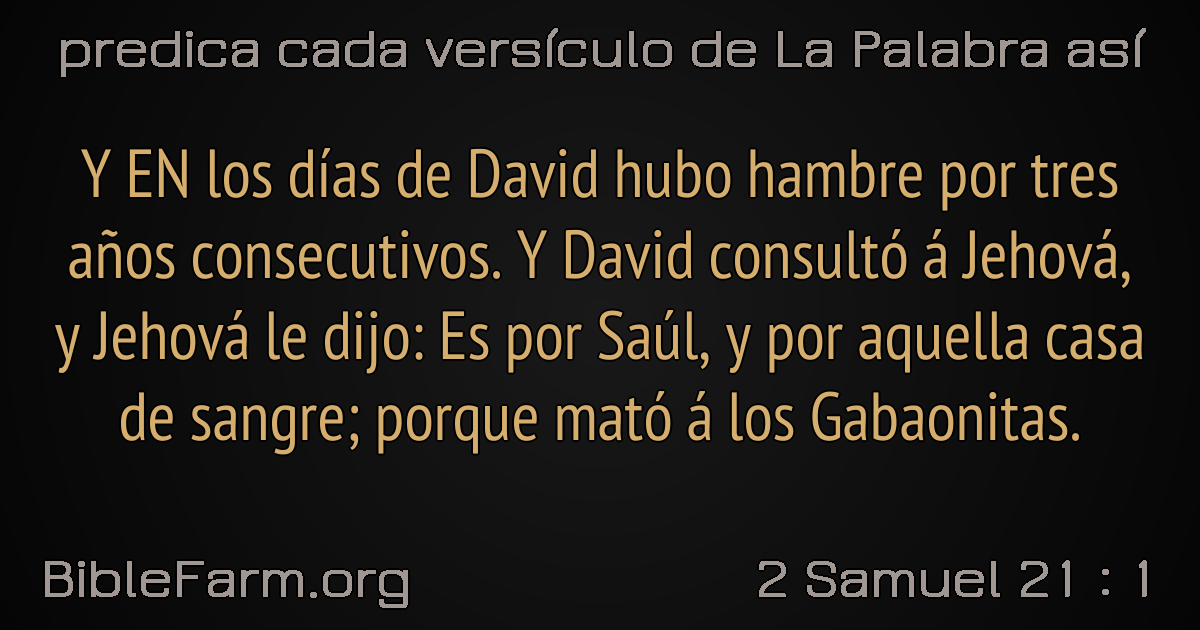 predica cada versículo de La Palabra así
Y EN los días de David hubo hambre por tres
años consecutivos. Y David consultó á Jehová,
y Jehová le dijo: Es por Saúl, y por aquella casa
de sangre; porque mató á los Gabaonitas.
BibleFarm.org
2 Samuel 21 : 1